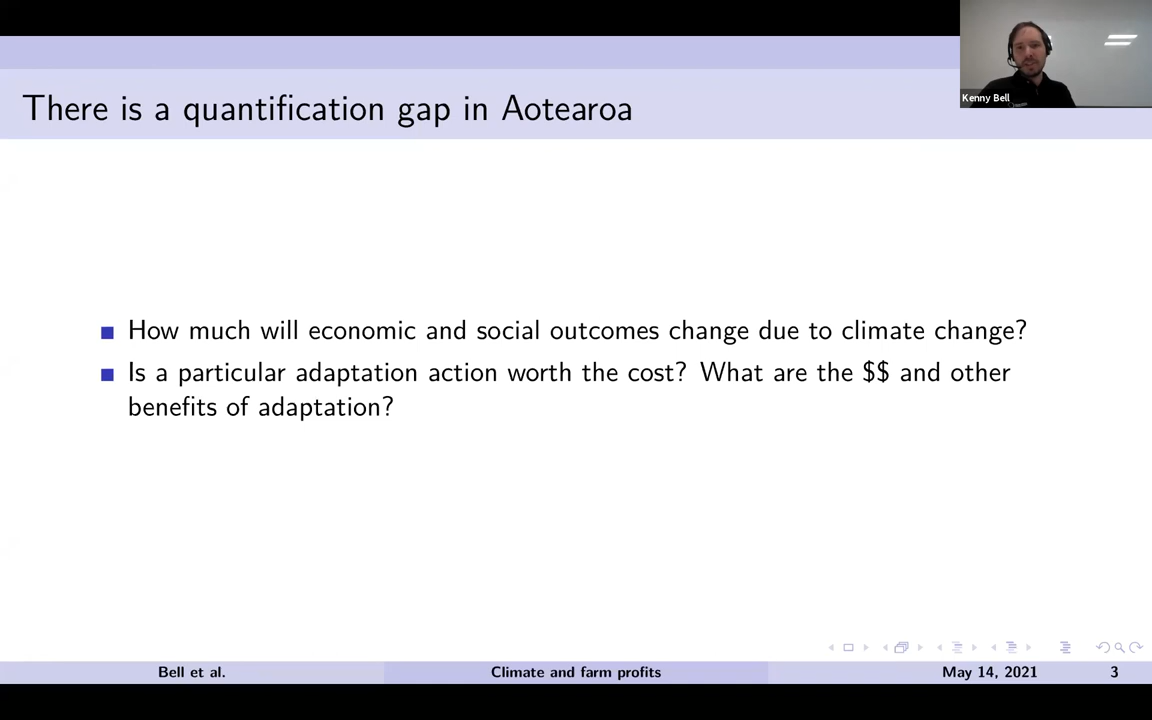 There is a quantification gap in Aotearoa
Kenny Bell
How much will economic and social outcomes change due to climate change?
Is a particular adaptation action worth the cost? What are the $$ and other
benefits of adaptation?
Bell et al.
Climate and farm profits
May 14, 2021
3